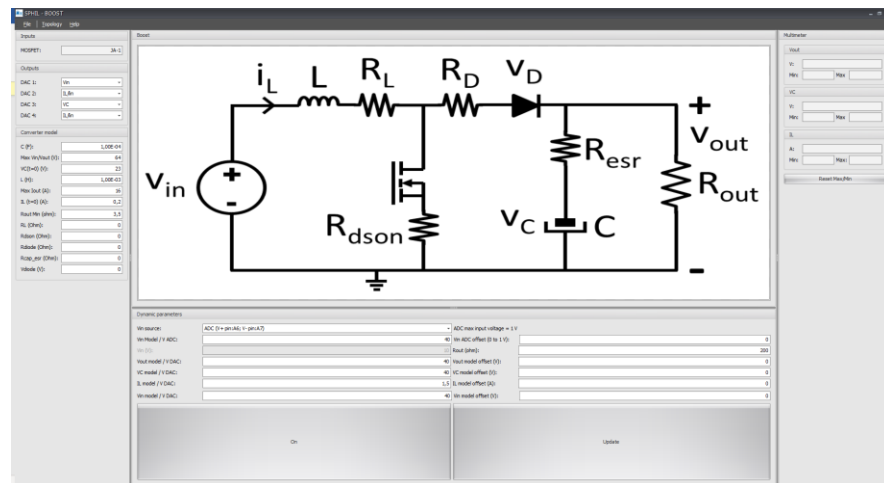 SPHIL - BOOST
File Topology Help
Inputs
MOSFET: 3A-2
Outputs
DAC 1: Vin
DAC 2: IL/lin
DAC 3: VC
DAC 4: IL/lin
Converter model
C (F): 1,00E-04
Max Vin/Vout (V): 64
VC(t=0) (V): 23
L (H): 1,00E-03
Max Iout (A): 16
IL (t=0) (A): 0,2
Rout Min (ohm): 3,5
RL (Ohm): 0
Rdson (Ohm): 0
Rdiode (Ohm): 0
Rcap_esr (Ohm): 0
Vdiode (V): 0
Boost
iL L RL RD vD
+
vout
vin + -
Resr
Rout
Rdson
vC C
-
Dynamic parameters
Vin source: ADC (V+ pin:A6; V- pin:A7) ADC max input voltage = 1 V
Vin Model / V ADC: 40 Vin ADC offset (0 to 1 V): 0
Vin (V): Rout (ohm): 200
Vout model / V DAC: 40 Vout model offset (V): 0
VC model / V DAC: 40 VC model offset (V): 0
IL model / V DAC: 1,5 IL model offset (A): 0
Vin model / V DAC: 40 Vin model offset (V): 0
On Update
Multimeter
Vout
V:
Min: Max
VC
V:
Min: Max
IL
A:
Min: Max:
Reset Max/Min